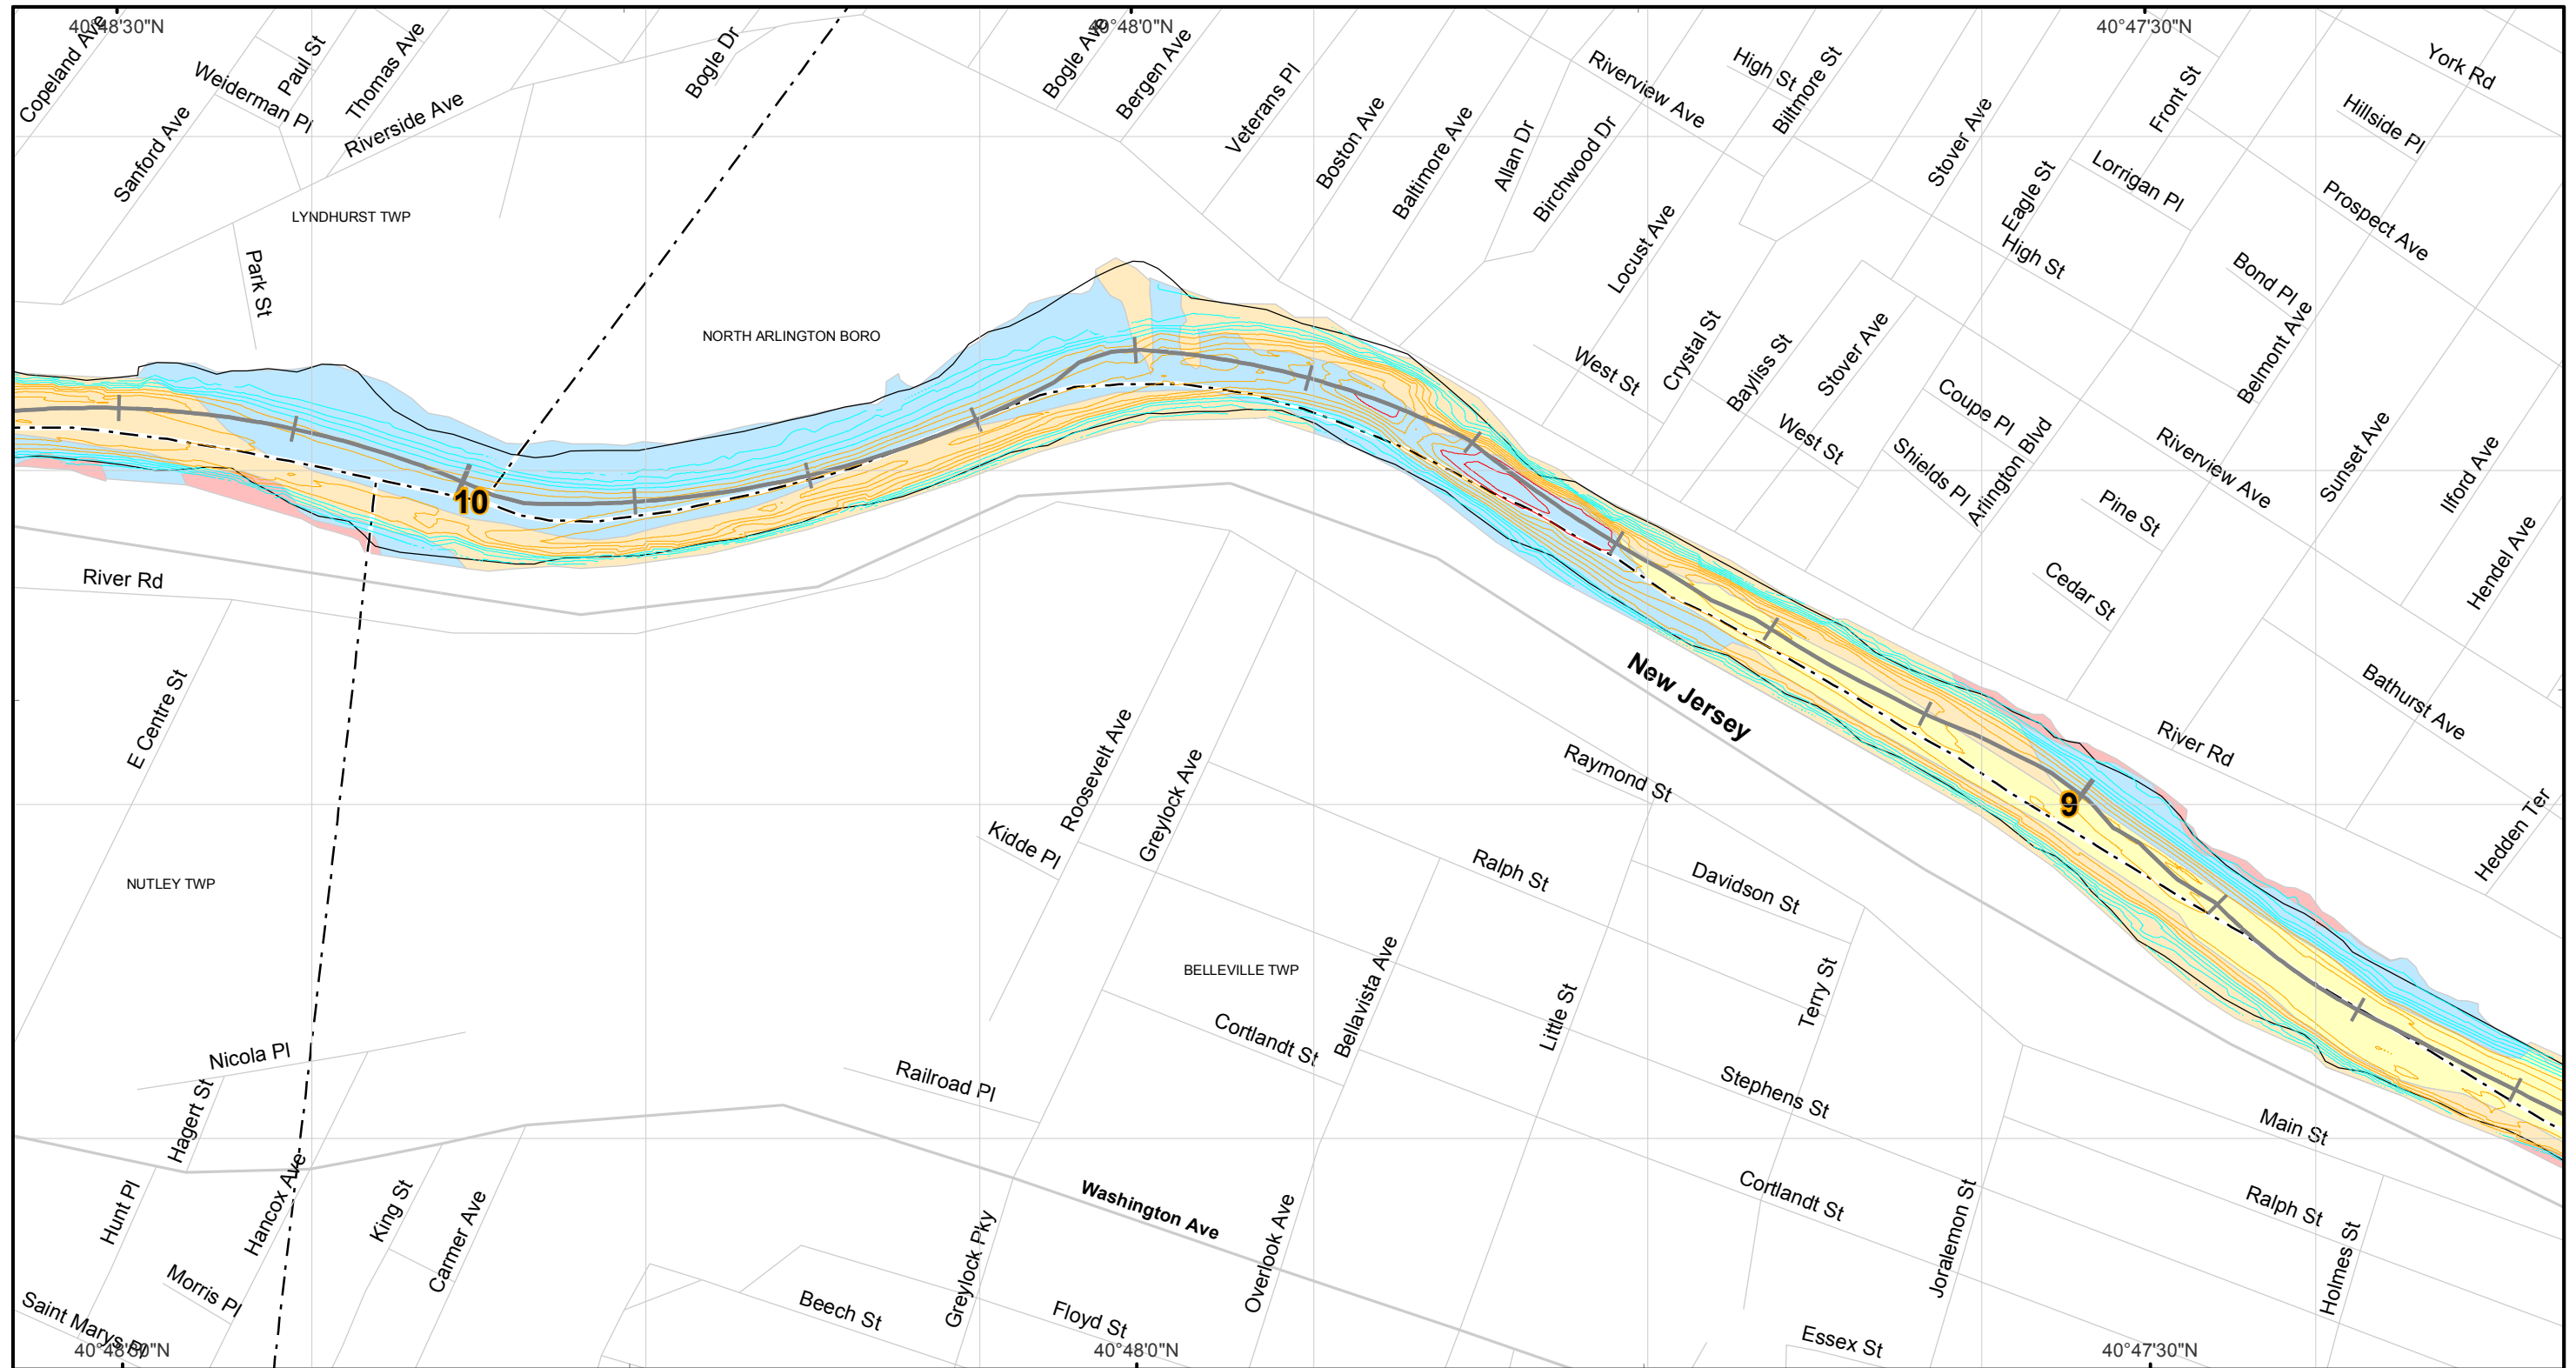 40°48'30"N
40°48'0"N
40°47'30"N
Copeland Ave
Paul St
Thomas Ave
Weiderman Pl
Sanford Ave
Riverside Ave
Bogle Dr
Bogle Ave
Bergen Ave
Veterans Pl
Boston Ave
Baltimore Ave
Allan Dr
Birchwood Dr
Riverview Ave
High St
Biltmore St
Stover Ave
Front St
York Rd
Hillside Pl
Lorrigan Pl
Eagle St
Prospect Ave
High St
Bond Pl
Belmont Ave
LYNDHURST TWP
Park St
NORTH ARLINGTON BORO
Locust Ave
West St
Crystal St
Bayliss St
Stover Ave
West St
Coupe Pl
Shields Pl
Arlington Blvd
Riverview Ave
Sunset Ave
Ilford Ave
Pine St
Cedar St
Hendel Ave
10
River Rd
New Jersey
Bathurst Ave
River Rd
9
Hedden Ter
E Centre St
Roosevelt Ave
Greylock Ave
Kidde Pl
Raymond St
Ralph St
Davidson St
NUTLEY TWP
BELLEVILLE TWP
Bellavista Ave
Little St
Terry St
Cortlandt St
Nicola Pl
Railroad Pl
Stephens St
Main St
Hagert St
Hunt Pl
Hancox Ave
King St
Carmer Ave
Washington Ave
Cortlandt St
Ralph St
Joralemon St
Holmes St
Morris Pl
Greylock Pky
Overlook Ave
Saint Marys Pl
Beech St
Floyd St
Essex St
40°48'30"N
40°48'0"N
40°47'30"N